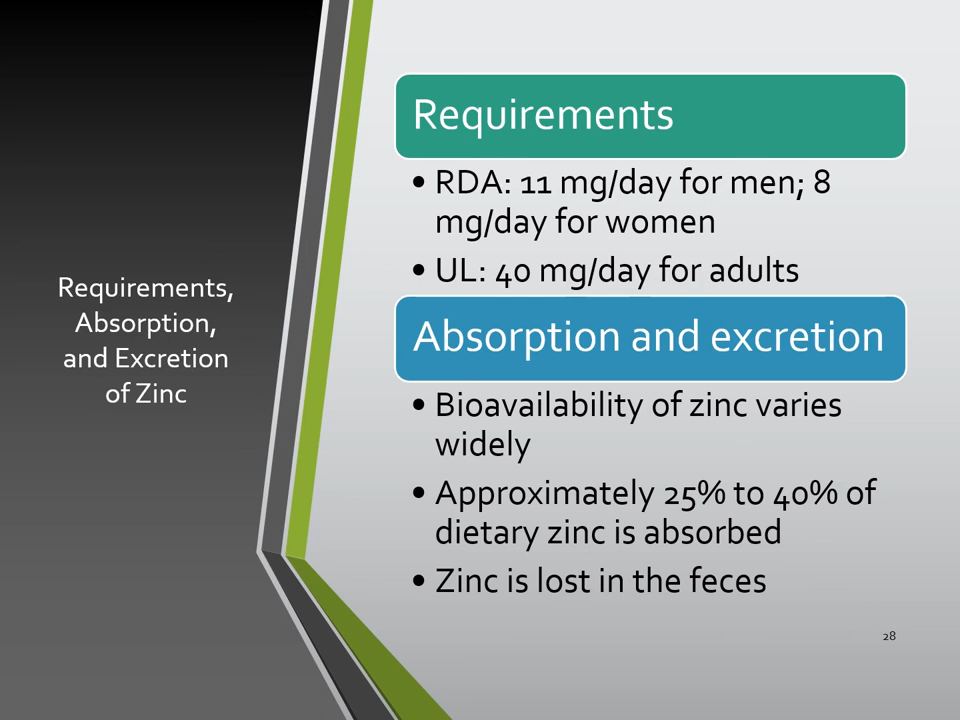 Requirements,
Absorption,
and Excretion
of Zinc
Requirements
• RDA: 11 mg/day for men; 8
mg/day for women
• UL: 40 mg/day for adults
Absorption and excretion
• Bioavailability of zinc varies
widely
• Approximately 25% to 40% of
dietary zinc is absorbed
• Zinc is lost in the feces
28